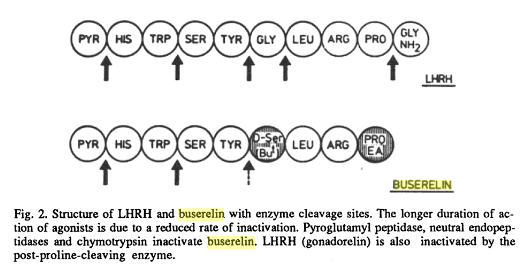 PYR HIS TRP SER TYR GLY LEU ARG PRO GLY NH2
LHRH
PYR HIS TRP SER TYR D-Ser (Buᵗ) LEU ARG PRO EA
BUSERELIN
Fig. 2. Structure of LHRH and buserelin with enzyme cleavage sites. The longer duration of ac-
tion of agonists is due to a reduced rate of inactivation. Pyroglutamyl peptidase, neutral endopep-
tidases and chymotrypsin inactivate buserelin. LHRH (gonadorelin) is also inactivated by the
post-proline-cleaving enzyme.